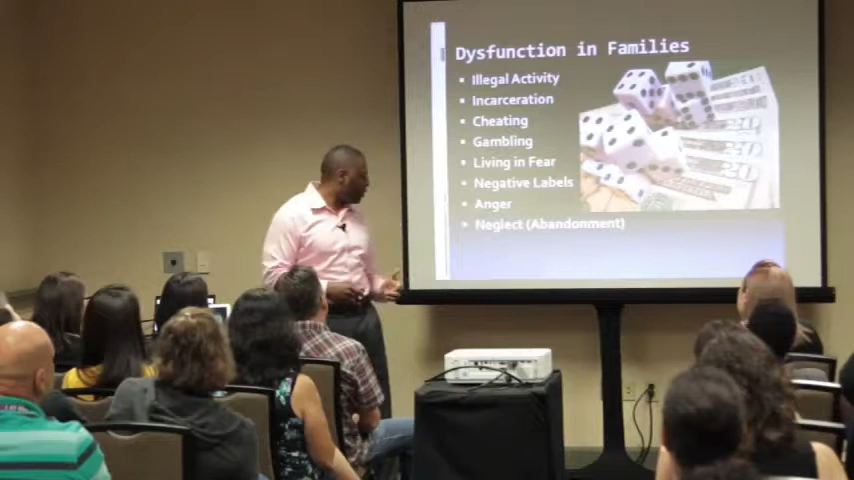 Dysfunction in Families
Illegal Activity
Incarceration
Cheating
Gambling
Living in Fear
Negative Labels
Anger
Neglect (Abandonment)